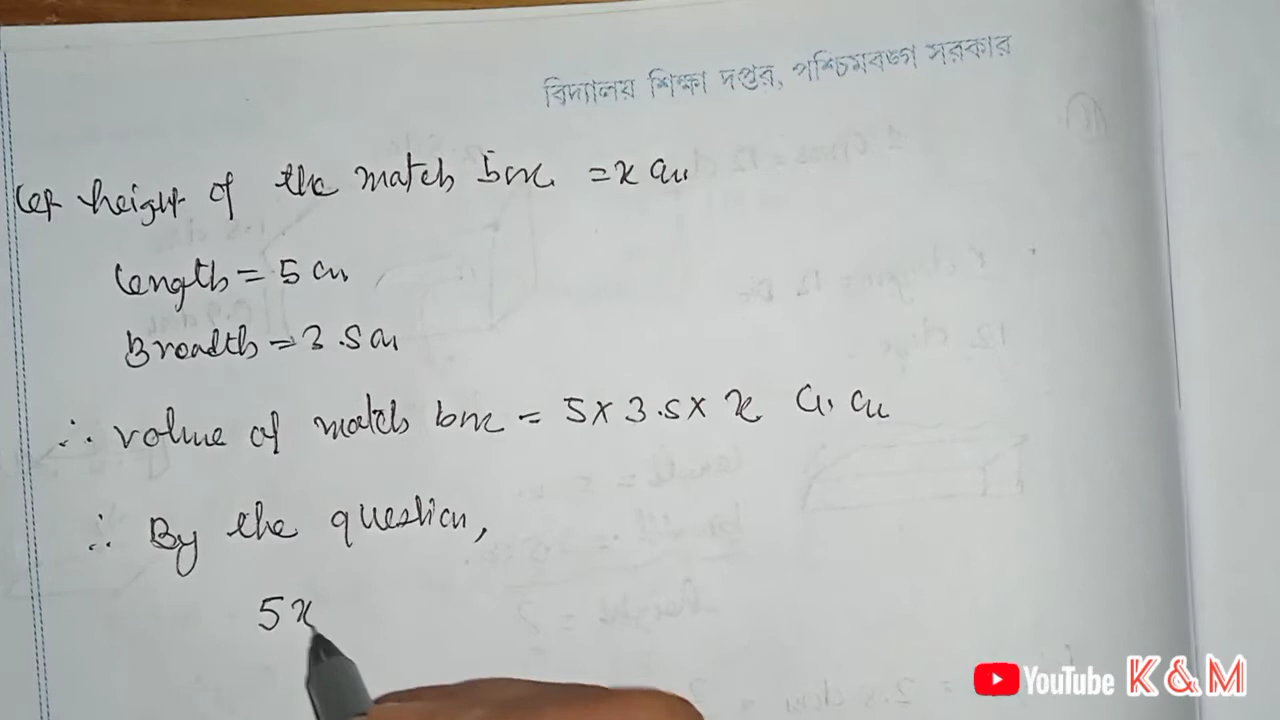 বিদ্যালয় শিক্ষা দপ্তর, পশ্চিমবঙ্গ সরকার
Let height of the match box = x cm
Length = 5 cm
Breadth = 3.5 cm
∴ volume of match box = 5 × 3.5 × x cu. cm
∴ By the question,
5x
YouTube K & M